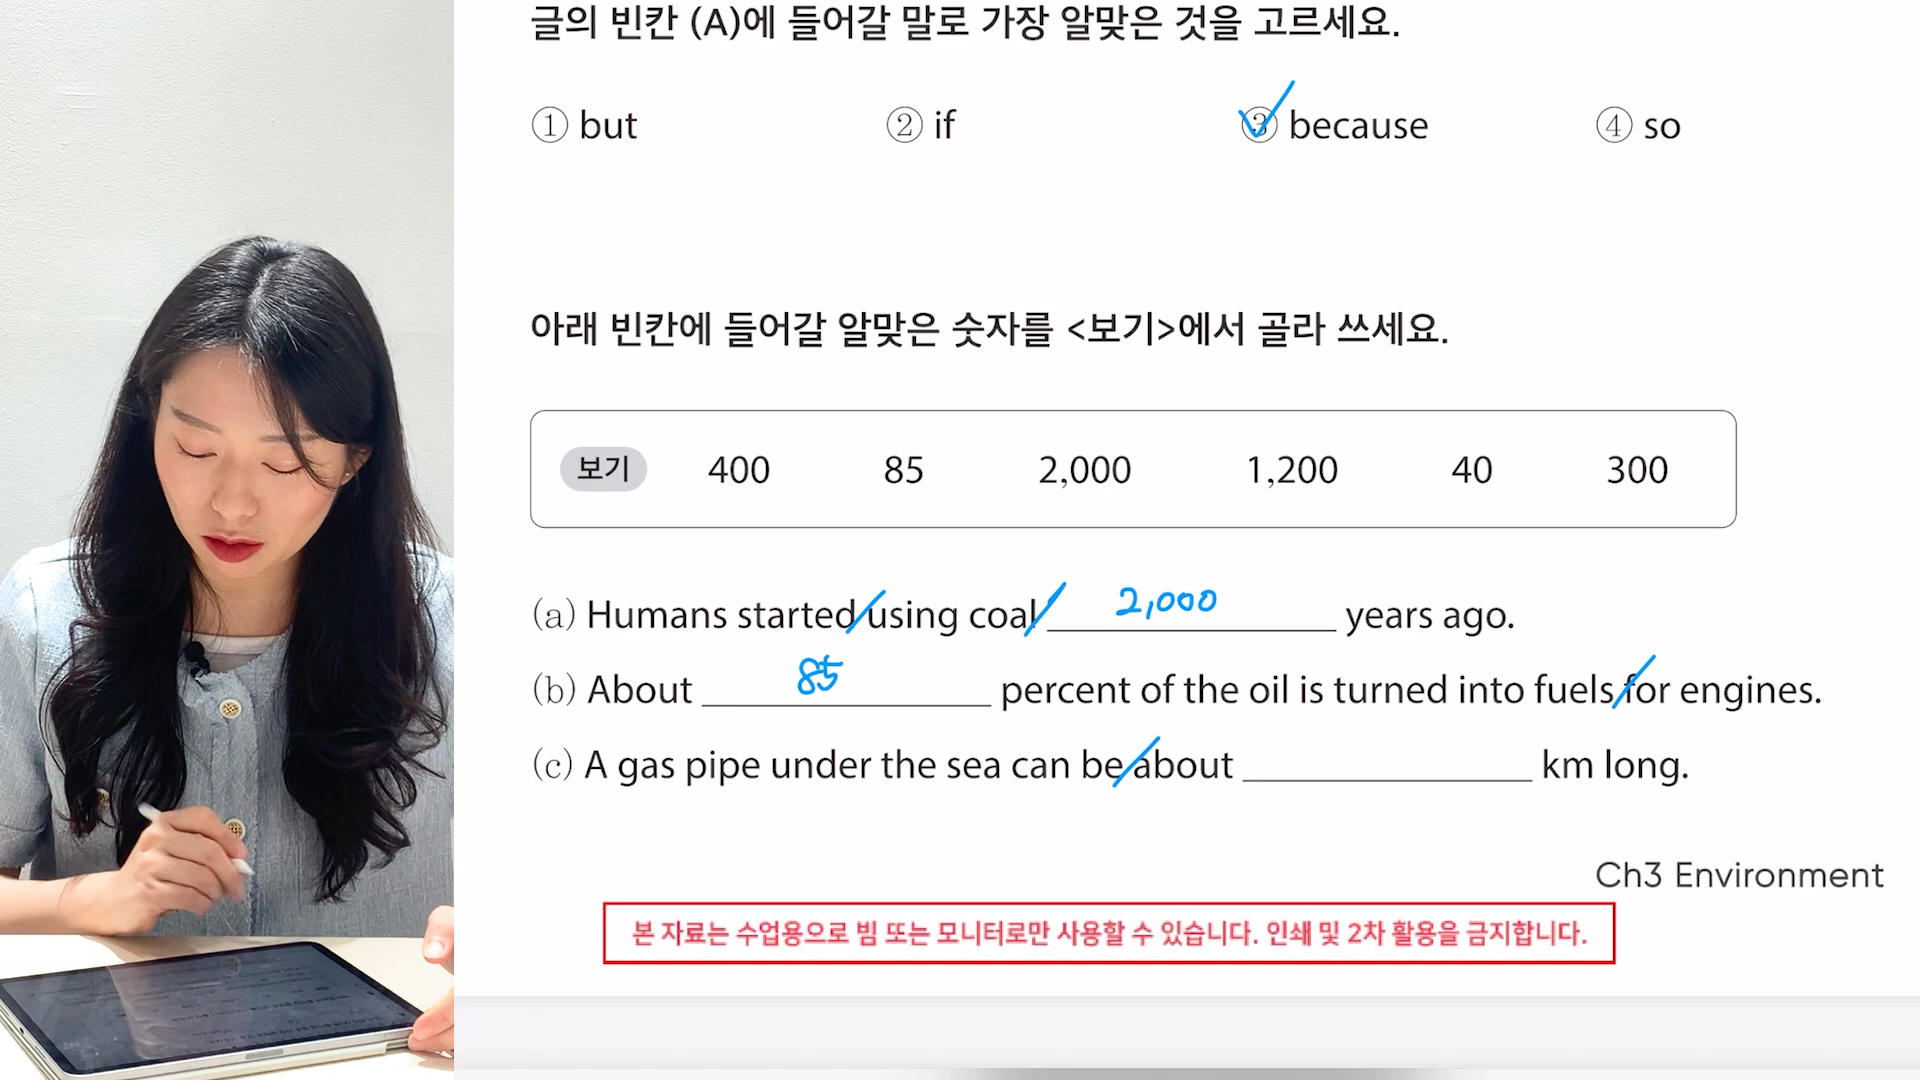 글의 빈칸 (A)에 들어갈 말로 가장 알맞은 것을 고르세요.
① but ② if ③ because ④ so
아래 빈칸에 들어갈 알맞은 숫자를 <보기>에서 골라 쓰세요.
보기 400 85 2,000 1,200 40 300
(a) Humans started using coal 2,000 years ago.
(b) About 85 percent of the oil is turned into fuels for engines.
(c) A gas pipe under the sea can be about ____ km long.
Ch3 Environment
본 자료는 수업용으로 빔 또는 모니터로만 사용할 수 있습니다. 인쇄 및 2차 활용을 금지합니다.